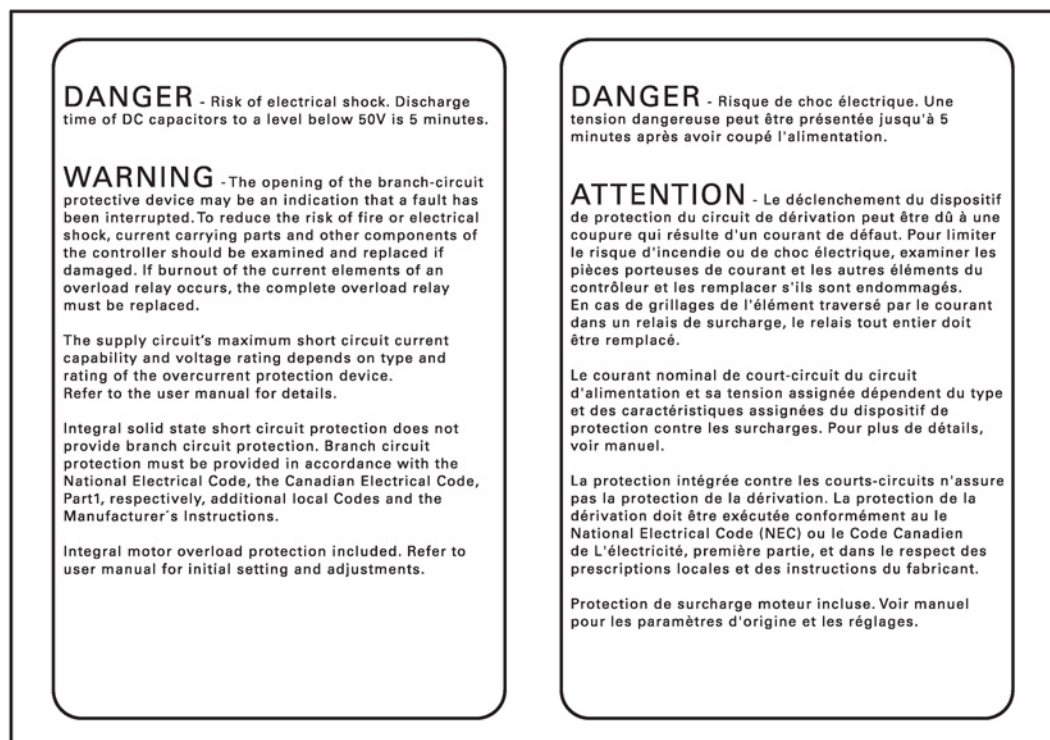 DANGER - Risk of electrical shock. Discharge
time of DC capacitors to a level below 50V is 5 minutes.
WARNING - The opening of the branch-circuit
protective device may be an indication that a fault has
been interrupted. To reduce the risk of fire or electrical
shock, current carrying parts and other components of
the controller should be examined and replaced if
damaged. If burnout of the current elements of an
overload relay occurs, the complete overload relay
must be replaced.
The supply circuit's maximum short circuit current
capability and voltage rating depends on type and
rating of the overcurrent protection device.
Refer to the user manual for details.
Integral solid state short circuit protection does not
provide branch circuit protection. Branch circuit
protection must be provided in accordance with the
National Electrical Code, the Canadian Electrical Code,
Part1, respectively, additional local Codes and the
Manufacturer´s Instructions.
Integral motor overload protection included. Refer to
user manual for initial setting and adjustments.
DANGER - Risque de choc électrique. Une
tension dangereuse peut être présentée jusqu'à 5
minutes après avoir coupé l'alimentation.
ATTENTION - Le déclenchement du dispositif
de protection du circuit de dérivation peut être dû à une
coupure qui résulte d'un courant de défaut. Pour limiter
le risque d'incendie ou de choc électrique, examiner les
pièces porteuses de courant et les autres éléments du
contrôleur et les remplacer s'ils sont endommagés.
En cas de grillages de l'élément traversé par le courant
dans un relais de surcharge, le relais tout entier doit
être remplacé.
Le courant nominal de court-circuit du circuit
d'alimentation et sa tension assignée dépendent du type
et des caractéristiques assignées du dispositif de
protection contre les surcharges. Pour plus de détails,
voir manuel.
La protection intégrée contre les courts-circuits n'assure
pas la protection de la dérivation. La protection de la
dérivation doit être exécutée conformément au le
National Electrical Code (NEC) ou le Code Canadien
de L'électricité, première partie, et dans le respect des
prescriptions locales et des instructions du fabricant.
Protection de surcharge moteur incluse. Voir manuel
pour les paramètres d'origine et les réglages.